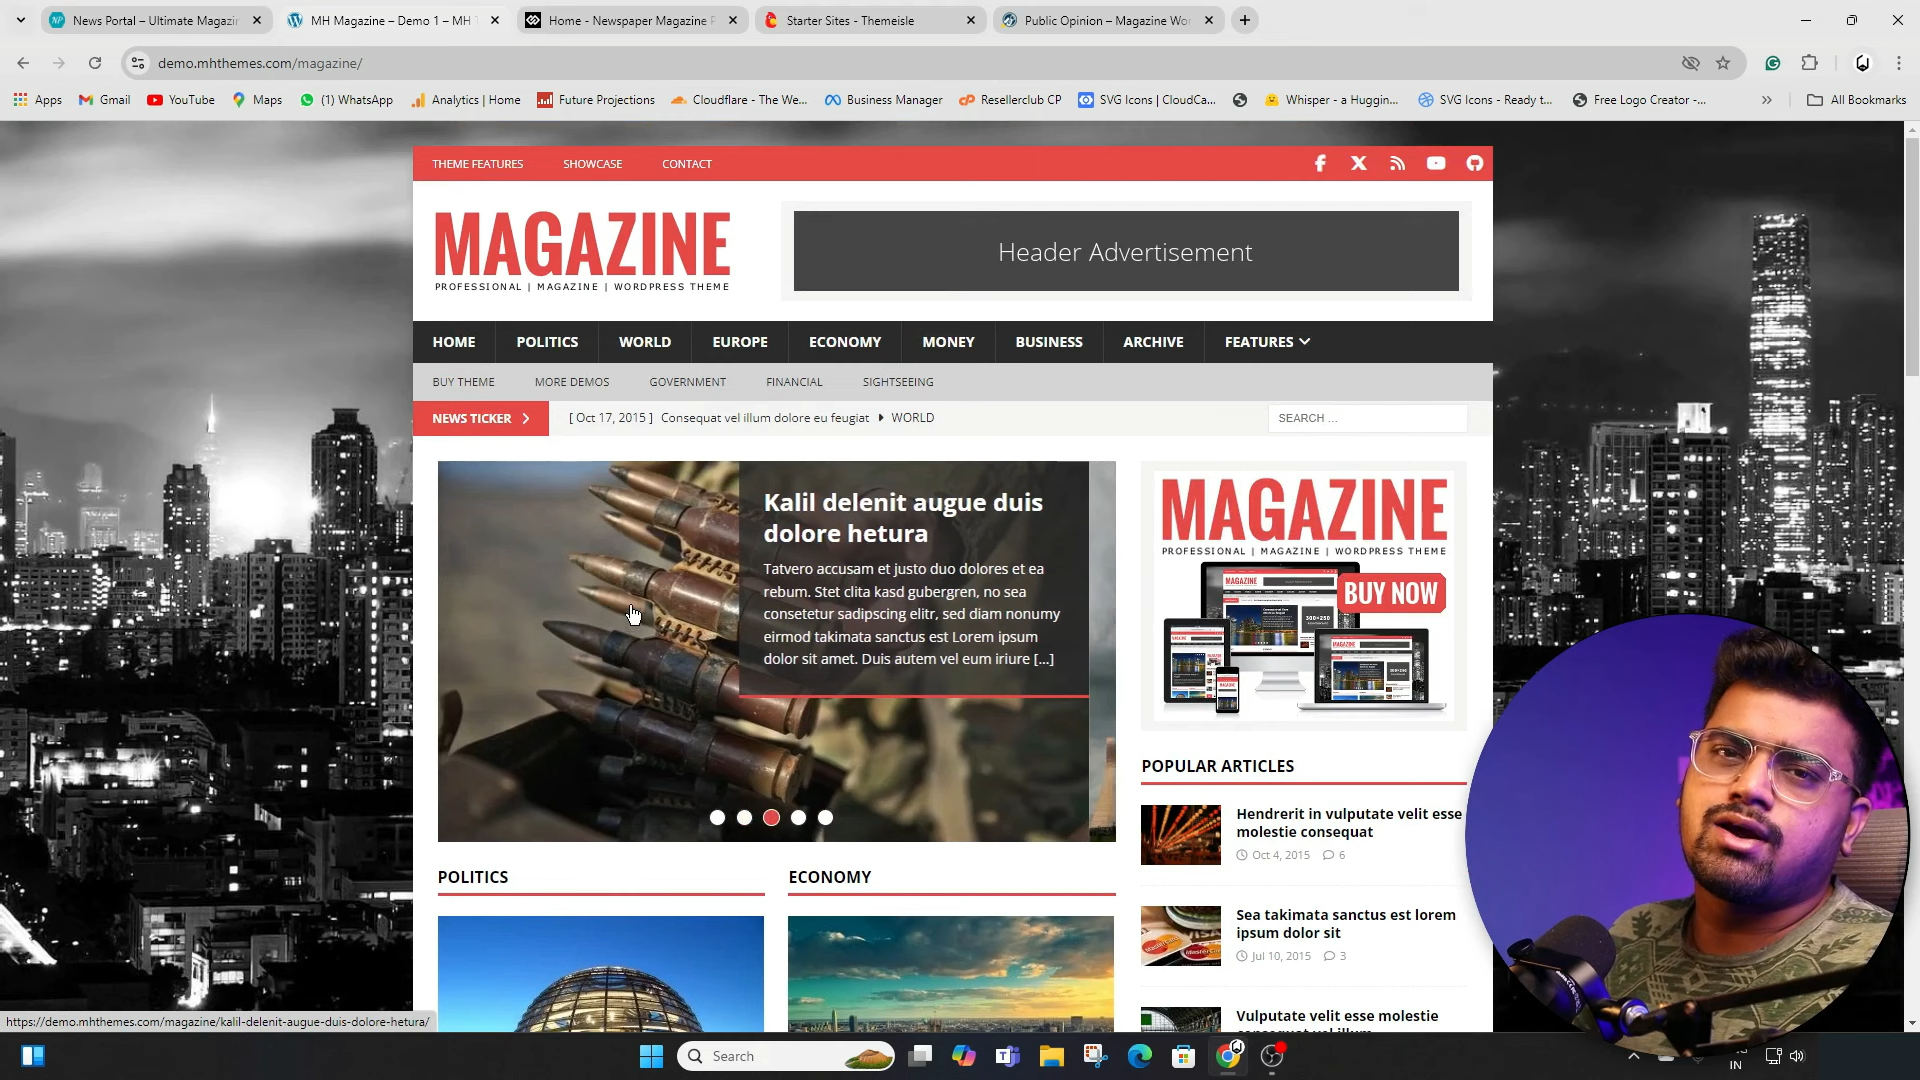 News Portal – Ultimate Magazin
MH Magazine – Demo 1 – MH T
Home - Newspaper Magazine P
Starter Sites - Themeisle
Public Opinion – Magazine Wo
demo.mhthemes.com/magazine/
Apps
Gmail
YouTube
Maps
(1) WhatsApp
Analytics | Home
Future Projections
Cloudflare - The We...
Business Manager
Resellerclub CP
SVG Icons | CloudCa...
Whisper - a Huggin...
SVG Icons - Ready t...
Free Logo Creator -...
All Bookmarks
THEME FEATURES
SHOWCASE
CONTACT
MAGAZINE
PROFESSIONAL | MAGAZINE | WORDPRESS THEME
Header Advertisement
HOME
POLITICS
WORLD
EUROPE
ECONOMY
MONEY
BUSINESS
ARCHIVE
FEATURES
BUY THEME
MORE DEMOS
GOVERNMENT
FINANCIAL
SIGHTSEEING
NEWS TICKER
[ Oct 17, 2015 ] Consequat vel illum dolore eu feugiat
WORLD
SEARCH …
Kalil delenit augue duis
dolore hetura
Tatvero accusam et justo duo dolores et ea
rebum. Stet clita kasd gubergren, no sea
consetetur sadipscing elitr, sed diam nonumy
eirmod takimata sanctus est Lorem ipsum
dolor sit amet. Duis autem vel eum iriure [...]
MAGAZINE
PROFESSIONAL | MAGAZINE | WORDPRESS THEME
BUY NOW
POPULAR ARTICLES
Hendrerit in vulputate velit esse
molestie consequat
Oct 4, 2015
6
Sea takimata sanctus est lorem
ipsum dolor sit
Jul 10, 2015
3
Vulputate velit esse molestie
POLITICS
ECONOMY
https://demo.mhthemes.com/magazine/kalil-delenit-augue-duis-dolore-hetura/
Search
IN